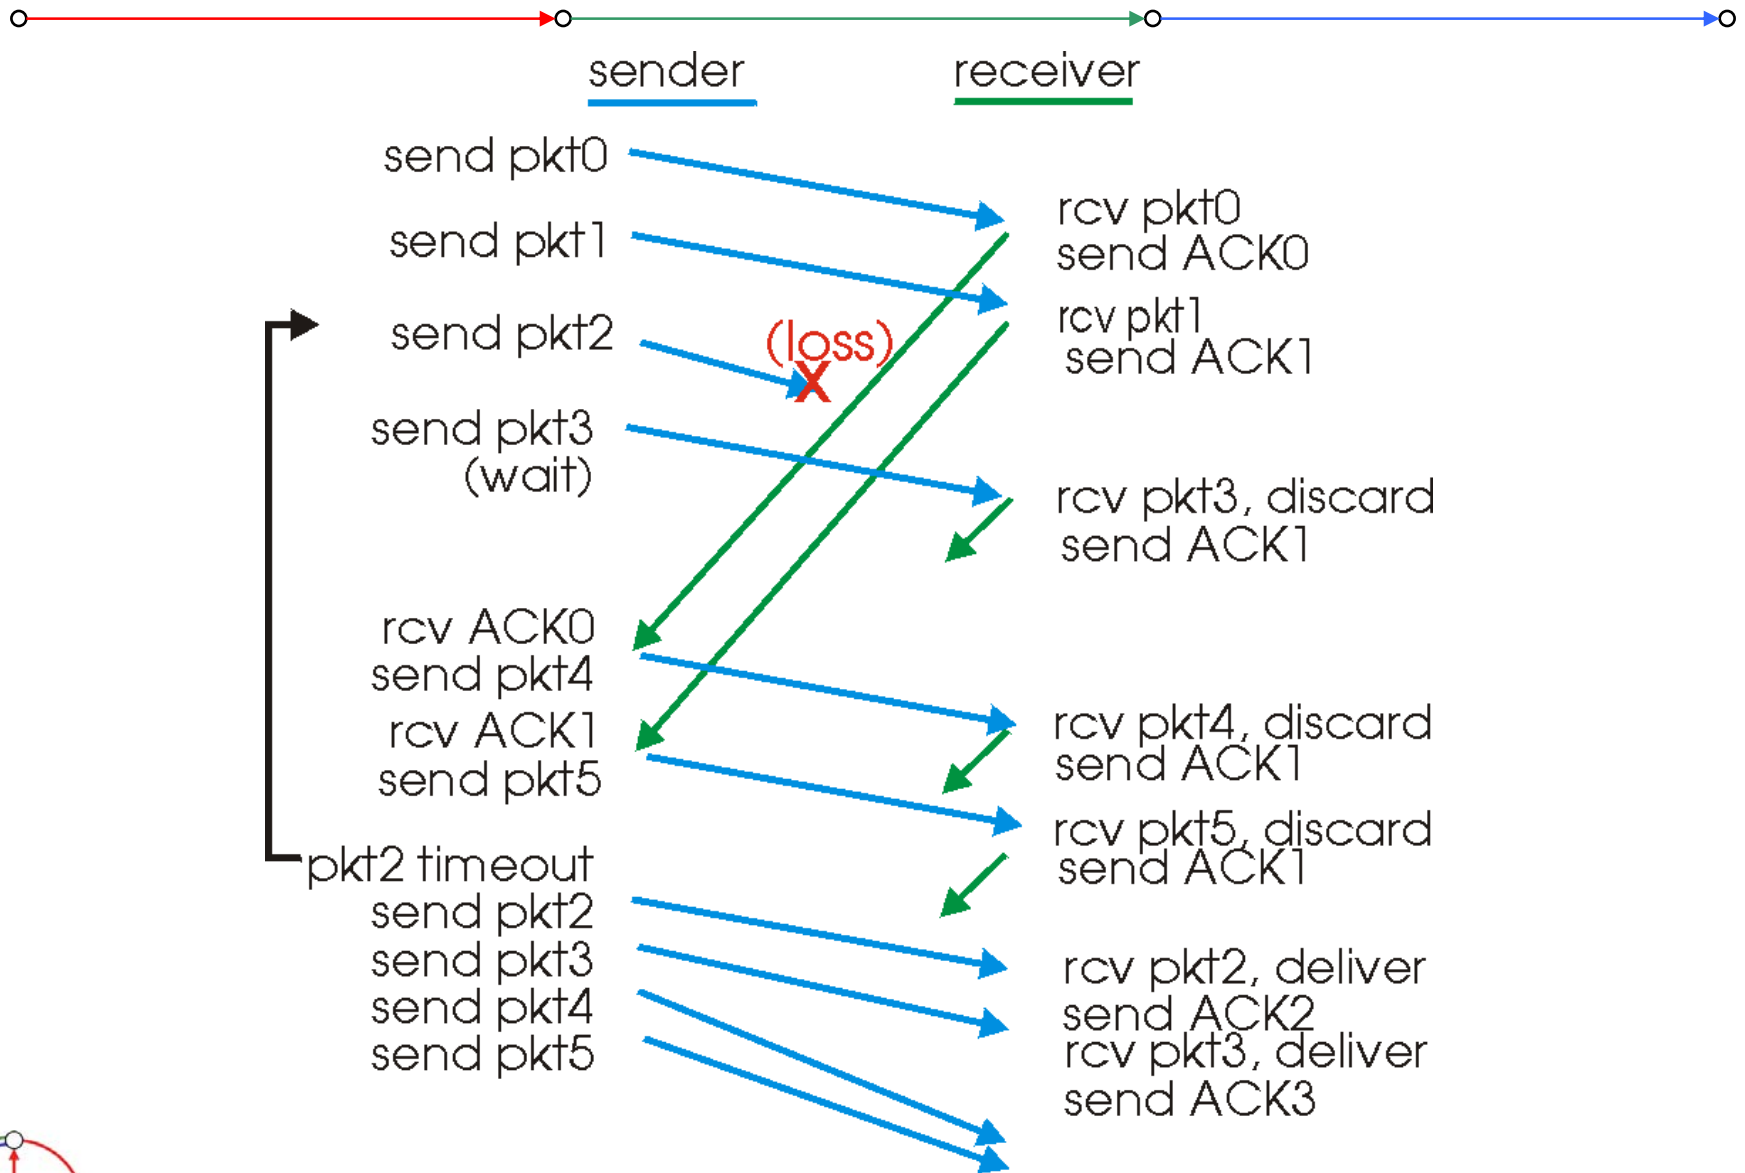 sender
receiver
send pkt0
rcv pkt0
send ACK0
send pkt1
rcv pkt1
send ACK1
send pkt2
(loss)
X
send pkt3
(wait)
rcv pkt3, discard
send ACK1
rcv ACK0
send pkt4
rcv ACK1
send pkt5
rcv pkt4, discard
send ACK1
rcv pkt5, discard
send ACK1
pkt2 timeout
send pkt2
send pkt3
send pkt4
send pkt5
rcv pkt2, deliver
send ACK2
rcv pkt3, deliver
send ACK3